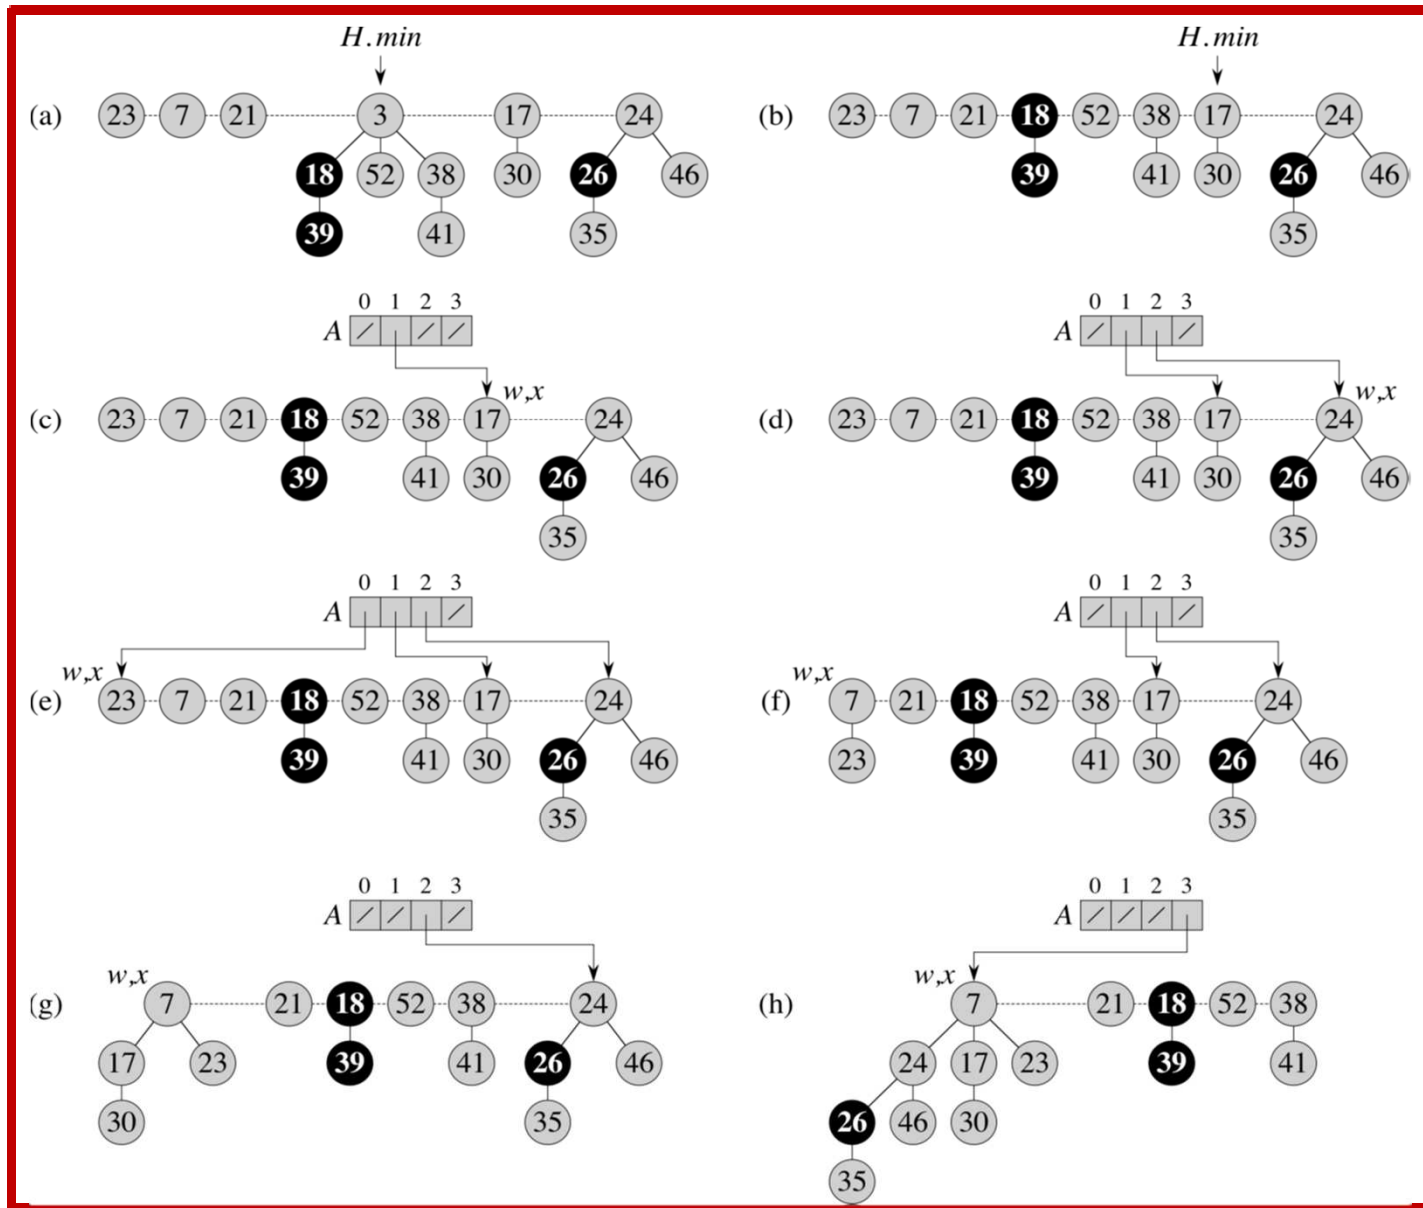 H.min H.min
(a) 23 7 21 3 17 24 (b) 23 7 21 18 52 38 17 24
18 52 38 30 26 46 39 41 30 26 46
39 41 35 35
0 1 2 3 0 1 2 3
A A
w,x w,x
(c) 23 7 21 18 52 38 17 24 (d) 23 7 21 18 52 38 17 24
39 41 30 26 46 39 41 30 26 46
35 35
0 1 2 3 0 1 2 3
A A
w,x w,x
(e) 23 7 21 18 52 38 17 24 (f) 7 21 18 52 38 17 24
39 41 30 26 46 23 39 41 30 26 46
35 35
0 1 2 3 0 1 2 3
A A
w,x w,x
(g) 7 21 18 52 38 24 (h) 7 21 18 52 38
17 23 39 41 26 46 24 17 23 39 41
30 35 26 46 30
35